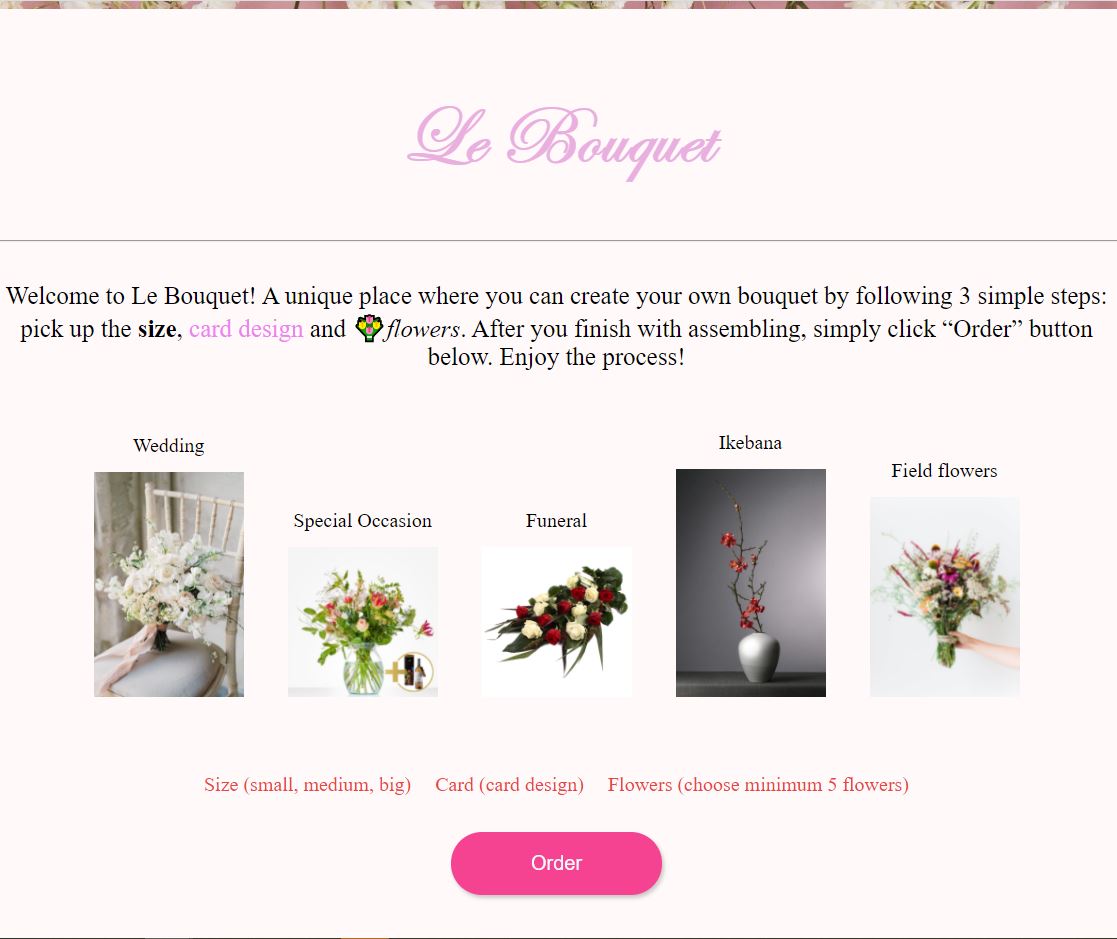 Le Bouquet
Welcome to Le Bouquet! A unique place where you can create your own bouquet by following 3 simple steps:
pick up the size, card design and flowers. After you finish with assembling, simply click “Order” button
below. Enjoy the process!
Wedding
Special Occasion
Funeral
Ikebana
Field flowers
Size (small, medium, big) Card (card design) Flowers (choose minimum 5 flowers)
Order